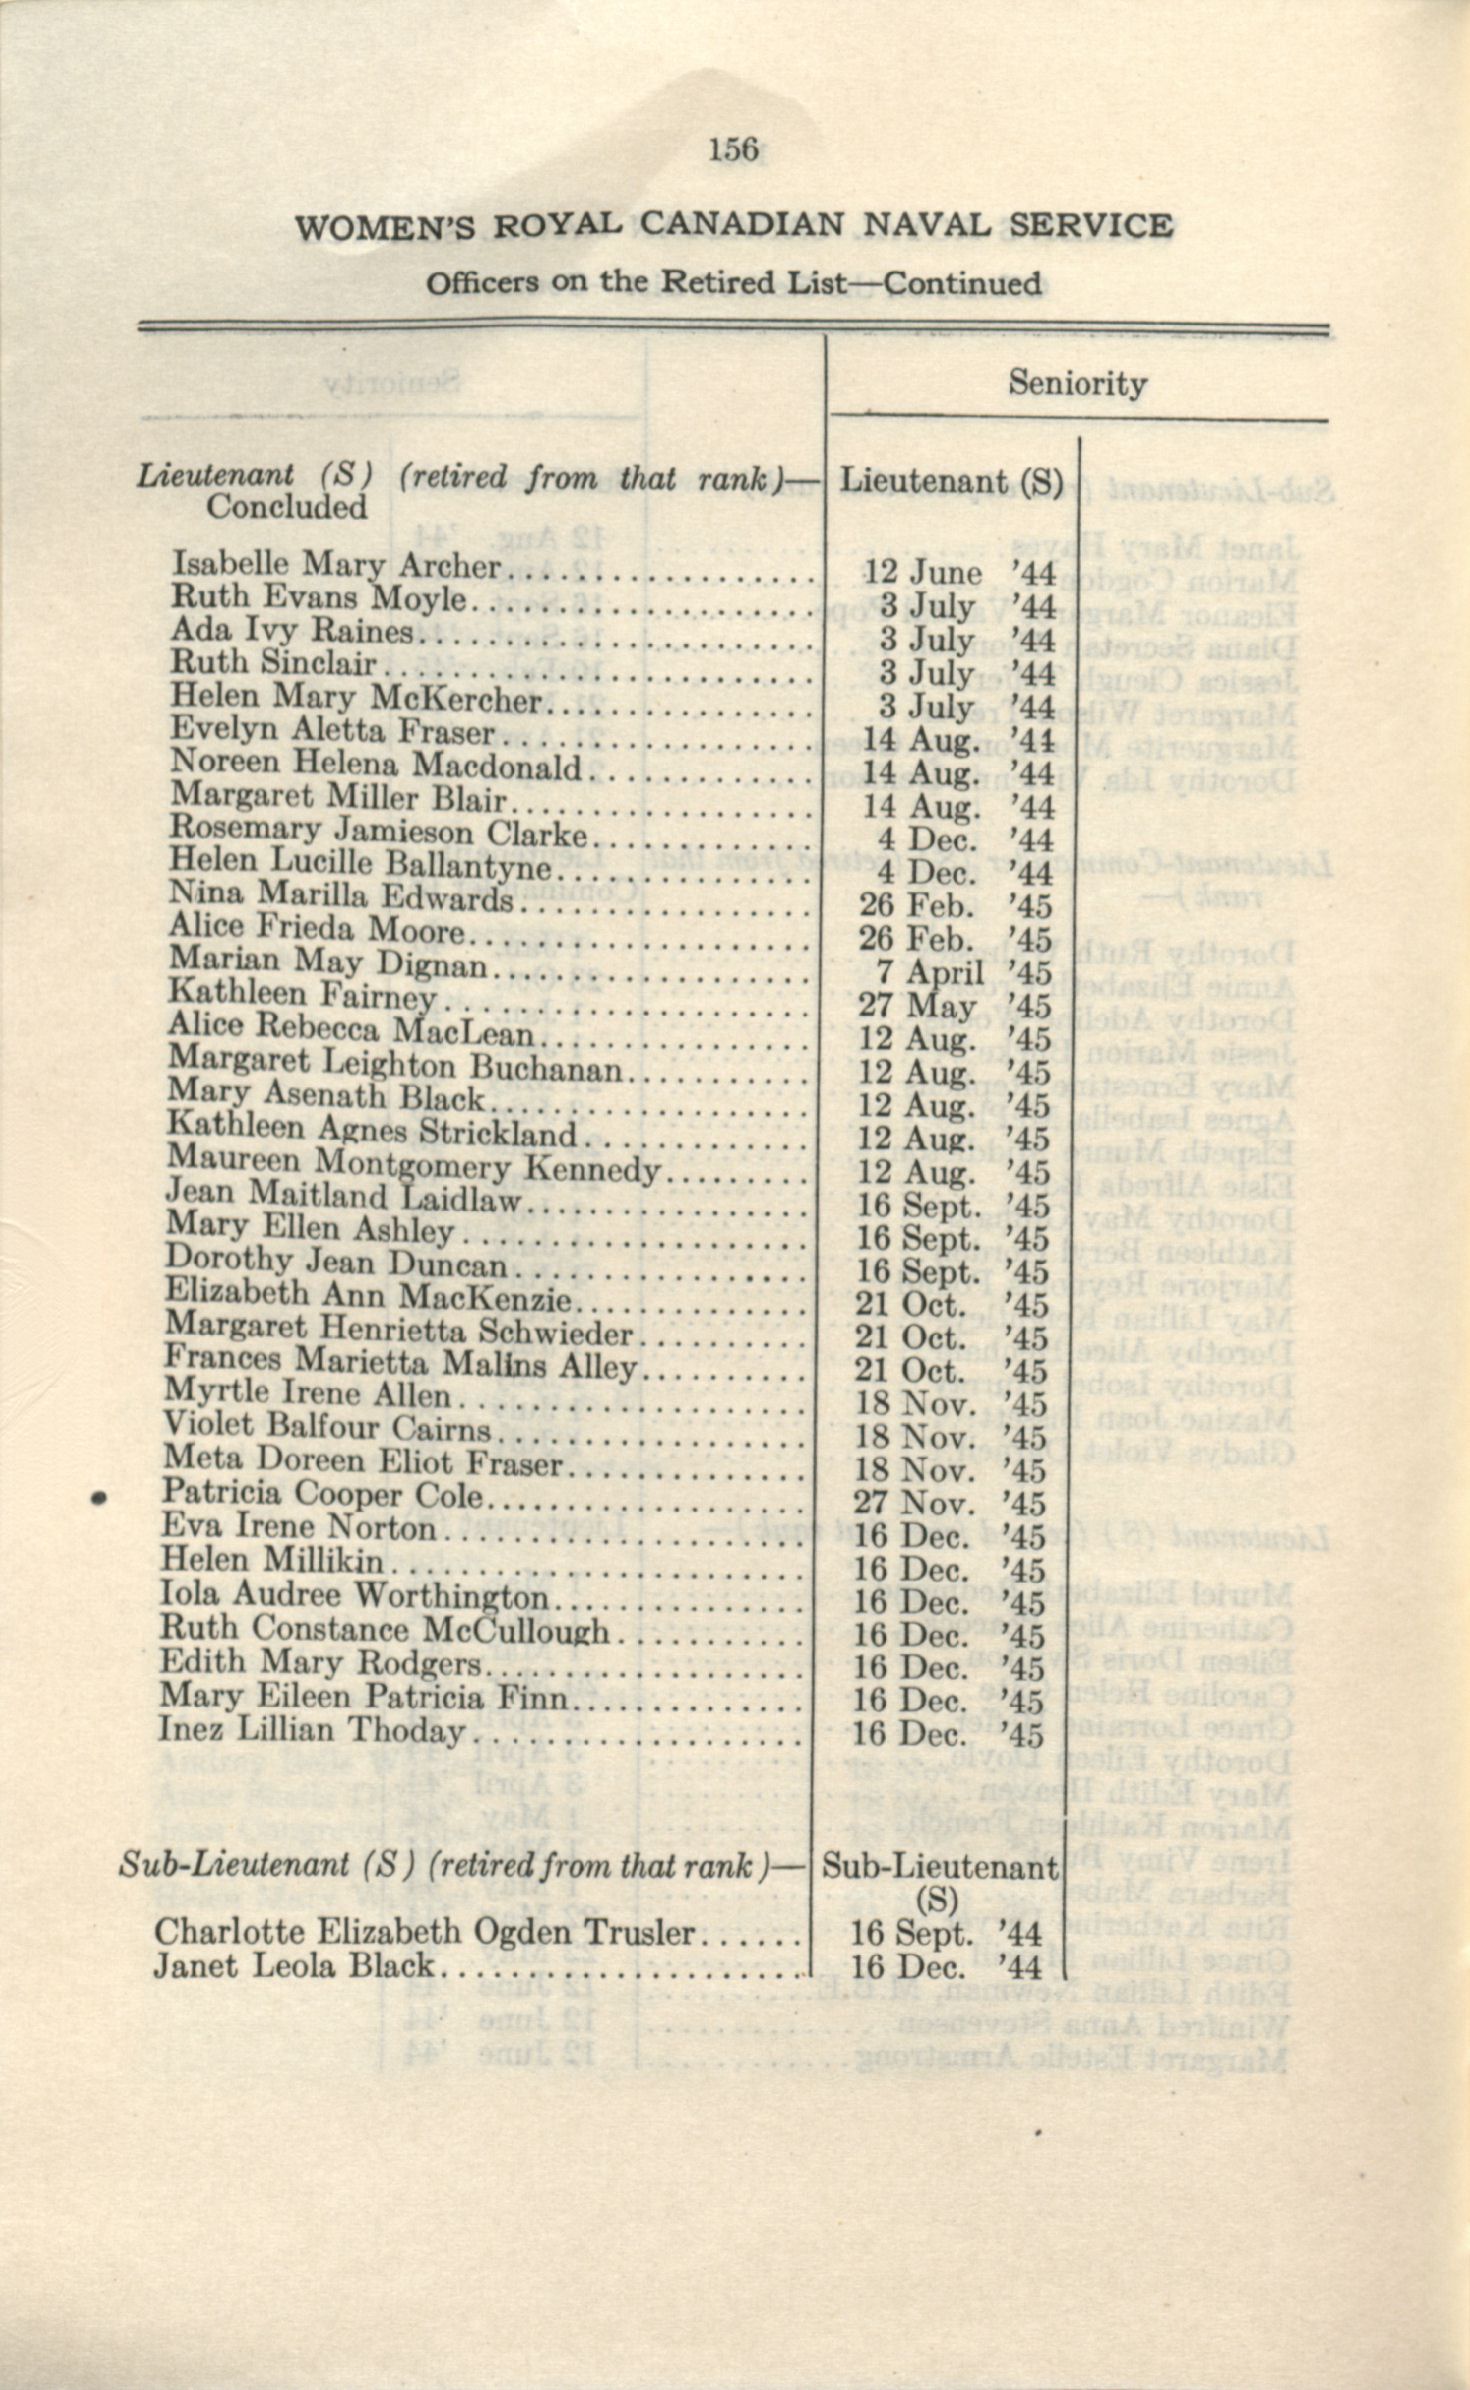 156
WOMEN'S ROYAL CANADIAN NAVAL SERVICE
Officers on the Retired List—Continued
Seniority
Lieutenant (S) (retired from that rank)— Lieutenant (S)
Concluded
Isabelle Mary Archer.................. 12 June '44
Ruth Evans Moyle.................... 3 July '44
Ada Ivy Raines....................... 3 July '44
Ruth Sinclair......................... 3 July '44
Helen Mary McKercher............... 3 July '44
Evelyn Aletta Fraser.................. 14 Aug. '44
Noreen Helena Macdonald............. 14 Aug. '44
Margaret Miller Blair................. 14 Aug. '44
Rosemary Jamieson Clarke............. 4 Dec. '44
Helen Lucille Ballantyne.............. 4 Dec. '44
Nina Marilla Edwards................. 26 Feb. '45
Alice Frieda Moore................... 26 Feb. '45
Marian May Dignan.................. 7 April '45
Kathleen Fairney..................... 27 May '45
Alice Rebecca MacLean............... 12 Aug. '45
Margaret Leighton Buchanan.......... 12 Aug. '45
Mary Asenath Black.................. 12 Aug. '45
Kathleen Agnes Strickland............. 12 Aug. '45
Maureen Montgomery Kennedy........ 12 Aug. '45
Jean Maitland Laidlaw................ 16 Sept. '45
Mary Ellen Ashley.................... 16 Sept. '45
Dorothy Jean Duncan................. 16 Sept. '45
Elizabeth Ann MacKenzie............. 21 Oct. '45
Margaret Henrietta Schwieder.......... 21 Oct. '45
Frances Marietta Malins Alley.......... 21 Oct. '45
Myrtle Irene Allen.................... 18 Nov. '45
Violet Balfour Cairns.................. 18 Nov. '45
Meta Doreen Eliot Fraser.............. 18 Nov. '45
Patricia Cooper Cole................... 27 Nov. '45
Eva Irene Norton..................... 16 Dec. '45
Helen Millikin........................ 16 Dec. '45
Iola Audree Worthington............... 16 Dec. '45
Ruth Constance McCullough........... 16 Dec. '45
Edith Mary Rodgers................... 16 Dec. '45
Mary Eileen Patricia Finn.............. 16 Dec. '45
Inez Lillian Thoday................... 16 Dec. '45
Sub-Lieutenant (S) (retired from that rank)— Sub-Lieutenant
(S)
Charlotte Elizabeth Ogden Trusler...... 16 Sept. '44
Janet Leola Black..................... 16 Dec. '44